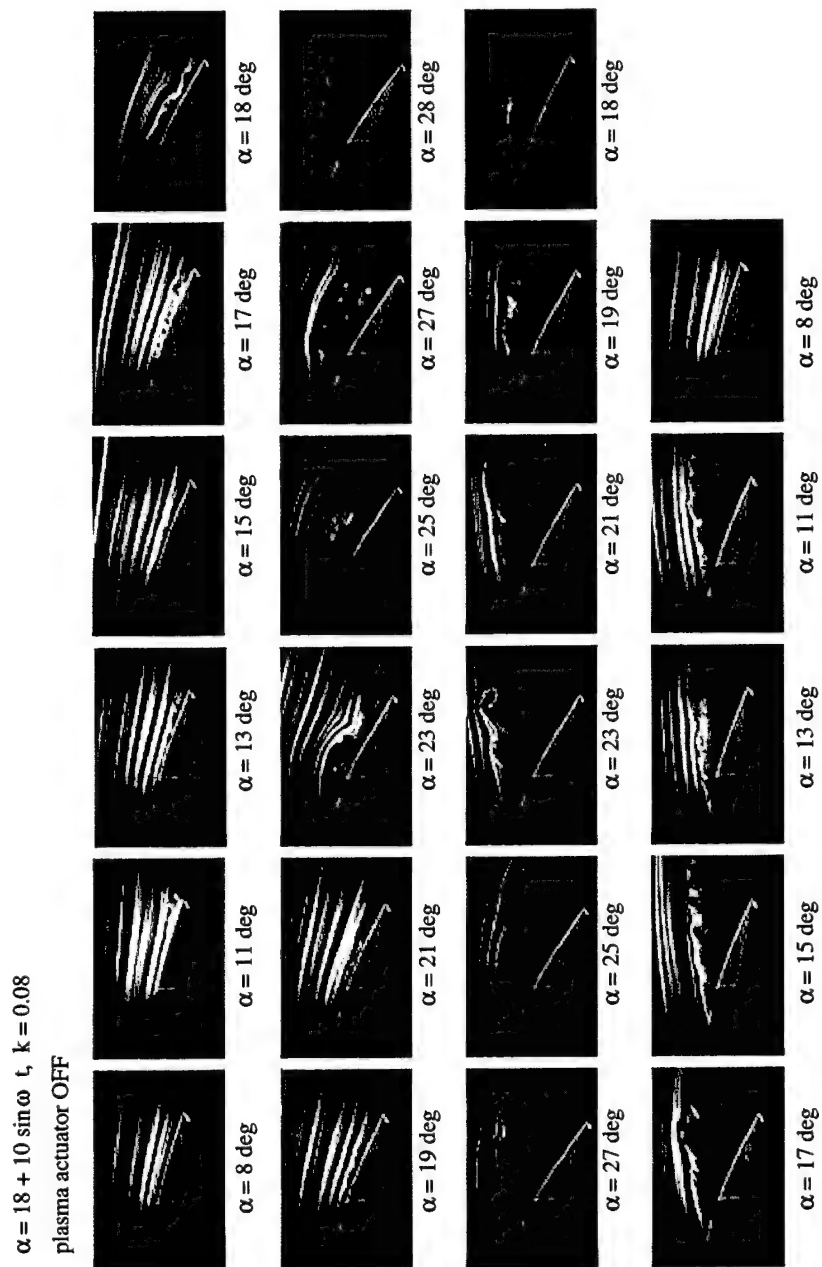 α = 18 + 10 sin ω t, k = 0.08
plasma actuator OFF
α = 8 deg
α = 11 deg
α = 13 deg
α = 15 deg
α = 17 deg
α = 18 deg
α = 19 deg
α = 21 deg
α = 23 deg
α = 25 deg
α = 27 deg
α = 28 deg
α = 27 deg
α = 25 deg
α = 23 deg
α = 21 deg
α = 19 deg
α = 18 deg
α = 17 deg
α = 15 deg
α = 13 deg
α = 11 deg
α = 8 deg